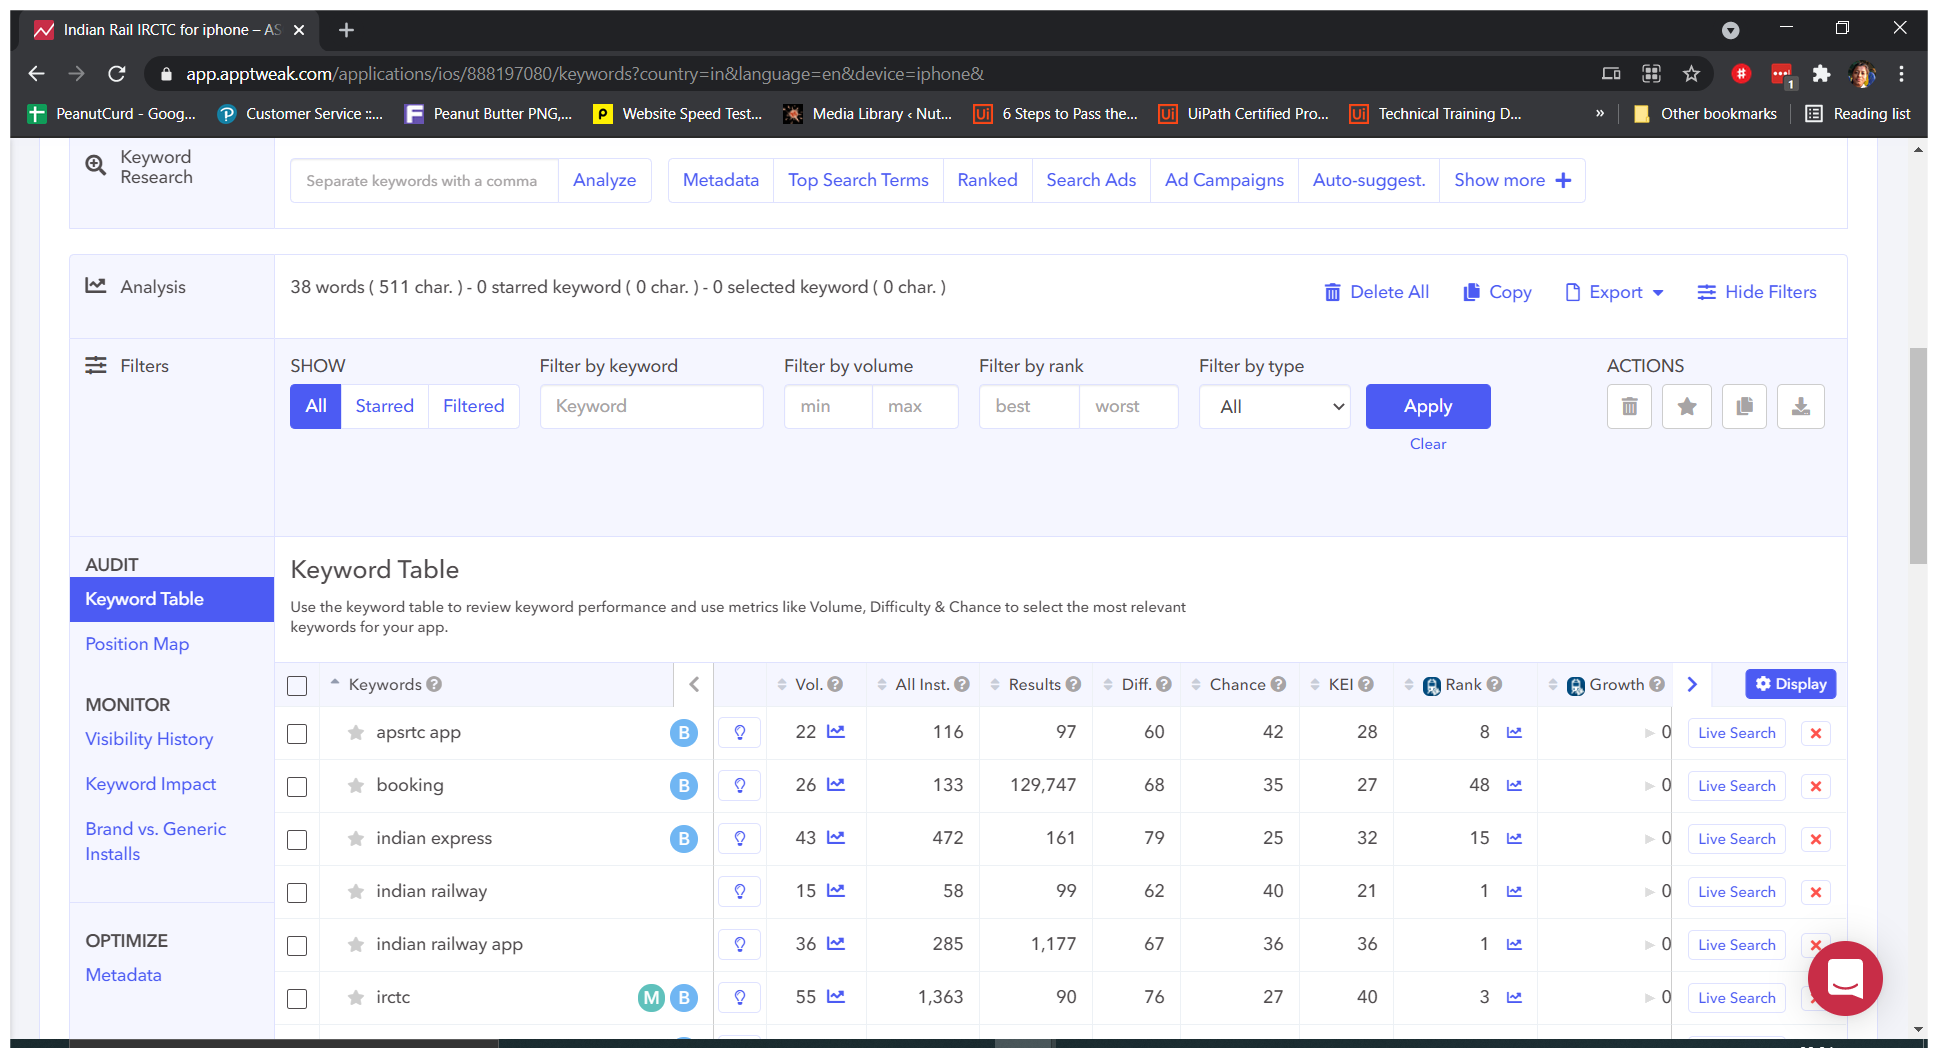 Indian Rail IRCTC for iphone – AS
app.apptweak.com/applications/ios/888197080/keywords?country=in&language=en&device=iphone&
1
PeanutCurd - Goog... Customer Service ::... Peanut Butter PNG,... Website Speed Test... Media Library ‹ Nut... 6 Steps to Pass the... UiPath Certified Pro... Technical Training D... » Other bookmarks Reading list
Keyword
Research
Separate keywords with a comma Analyze Metadata Top Search Terms Ranked Search Ads Ad Campaigns Auto-suggest. Show more +
Analysis
38 words ( 511 char. ) - 0 starred keyword ( 0 char. ) - 0 selected keyword ( 0 char. )
Delete All Copy Export Hide Filters
Filters
SHOW Filter by keyword Filter by volume Filter by rank Filter by type ACTIONS
All Starred Filtered Keyword min max best worst All Apply
Clear
AUDIT
Keyword Table
Position Map
MONITOR
Visibility History
Keyword Impact
Brand vs. Generic
Installs
OPTIMIZE
Metadata
Keyword Table
Use the keyword table to review keyword performance and use metrics like Volume, Difficulty & Chance to select the most relevant
keywords for your app.
Keywords ? Vol. ? All Inst. ? Results ? Diff. ? Chance ? KEI ? Rank ? Growth ? Display
apsrtc app B 22 116 97 60 42 28 8 0 Live Search
booking B 26 133 129,747 68 35 27 48 0 Live Search
indian express B 43 472 161 79 25 32 15 0 Live Search
indian railway 15 58 99 62 40 21 1 0 Live Search
indian railway app 36 285 1,177 67 36 36 1 0 Live Search
irctc M B 55 1,363 90 76 27 40 3 0 Live Search